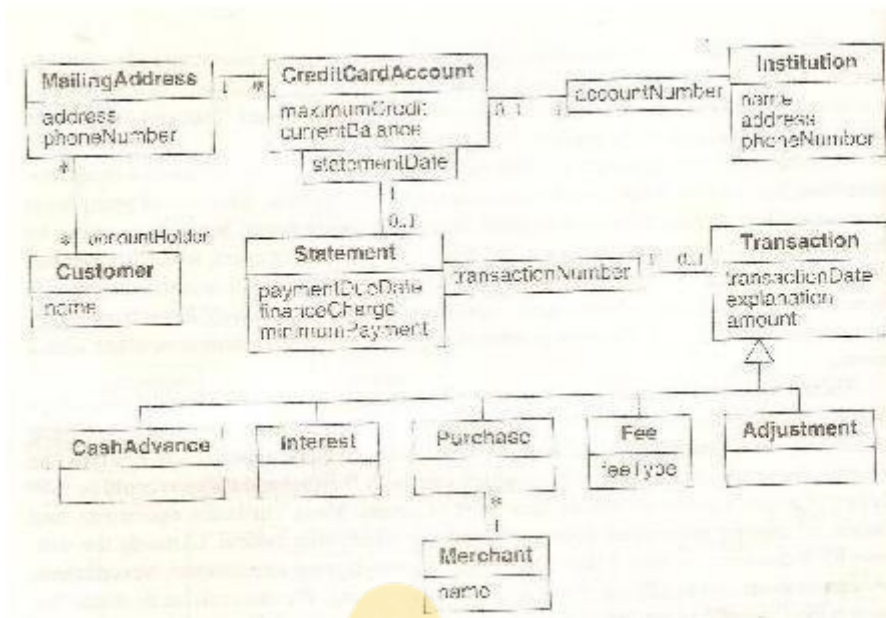 MailingAddress
address
phoneNumber
1
*
CreditCardAccount
maximumCredit
currentBalance
statementDate
0..1
accountNumber
Institution
name
address
phoneNumber
*
*
accountHolder
Customer
name
1
0..1
Statement
paymentDueDate
financeCharge
minimumPayment
transactionNumber
1
0..1
Transaction
transactionDate
explanation
amount
CashAdvance
Interest
Purchase
Fee
feeType
Adjustment
*
1
Merchant
name